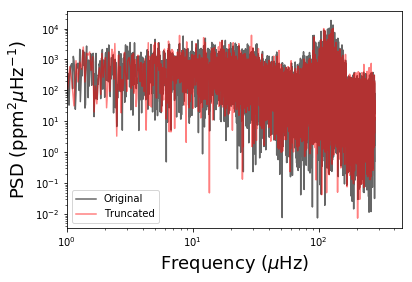 10⁴
10³
10²
10¹
10⁰
10⁻¹
10⁻²
PSD (ppm²μHz⁻¹)
Original
Truncated
10⁰
10¹
10²
Frequency (μHz)